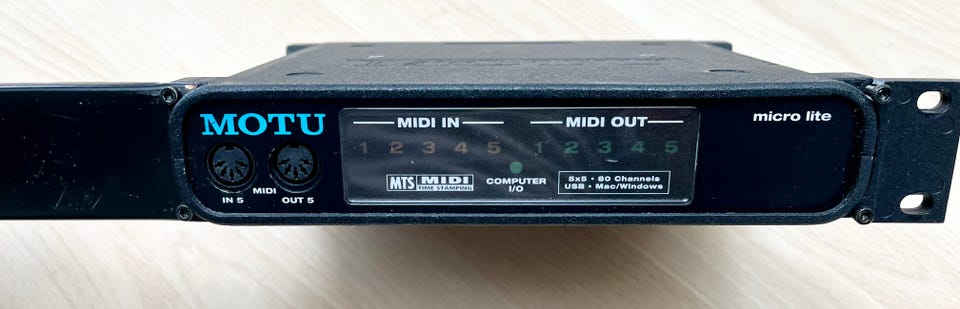 MOTU
MIDI IN
MIDI OUT
micro lite
1 2 3 4 5
1 2 3 4 5
MIDI
IN 5
OUT 5
MTS MIDI
TIME STAMPING
COMPUTER
I/O
5x5 • 80 Channels
USB • Mac/Windows